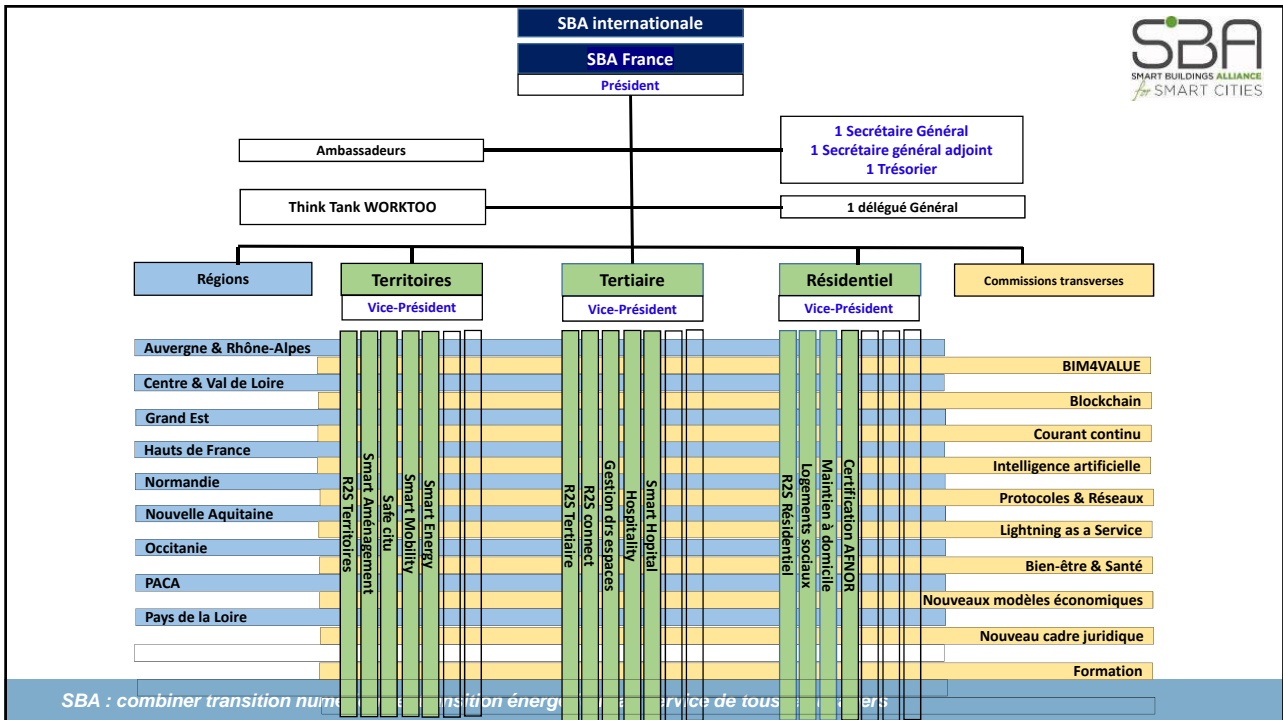 SBA internationale
SBA France
Président
SBA
SMART BUILDINGS ALLIANCE
for SMART CITIES
Ambassadeurs
1 Secrétaire Général
1 Secrétaire général adjoint
1 Trésorier
Think Tank WORKTOO
1 délégué Général
Régions
Territoires
Vice-Président
Tertiaire
Vice-Président
Résidentiel
Vice-Président
Commissions transverses
Auvergne & Rhône-Alpes
Centre & Val de Loire
Grand Est
Hauts de France
Normandie
Nouvelle Aquitaine
Occitanie
PACA
Pays de la Loire
R2S Territoires
Smart Aménagement
Safe citu
Smart Mobility
Smart Energy
R2S Tertiaire
R2S connect
Gestion drs espaces
Hospitality
Smart Hopital
R2S Résidentiel
Logements sociaux
Maintien à domicile
Certification AFNOR
BIM4VALUE
Blockchain
Courant continu
Intelligence artificielle
Protocoles & Réseaux
Lightning as a Service
Bien-être & Santé
Nouveaux modèles économiques
Nouveau cadre juridique
Formation
SBA : combiner transition service de tous